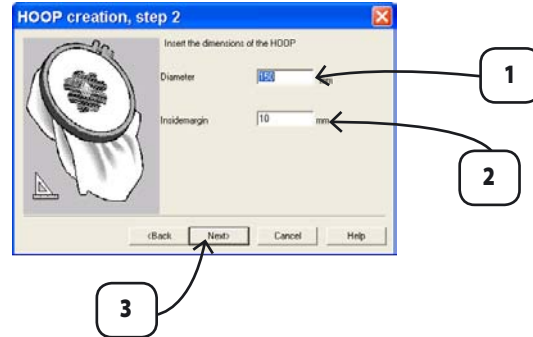 HOOP creation, step 2
Insert the dimensions of the HOOP
Diameter 150 mm
Insidemargin 10 mm
<Back Next> Cancel Help
1
2
3